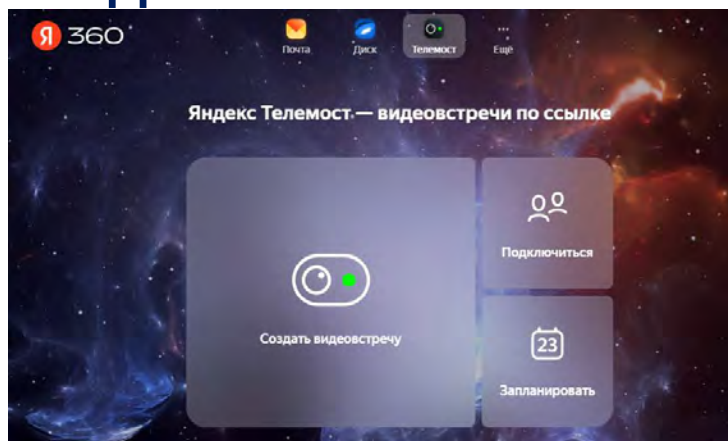 Я 360
Почта
Диск
Телемост
Ещё
Яндекс Телемост — видеовстречи по ссылке
Создать видеовстречу
Подключиться
23
Запланировать